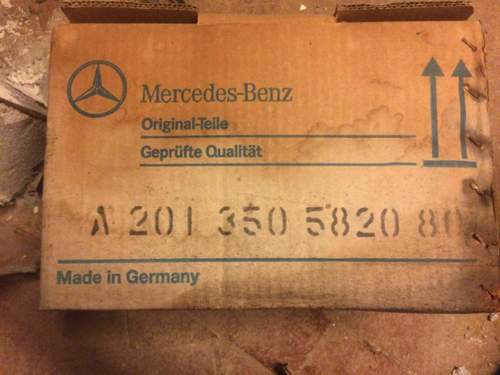 Mercedes-Benz
Original-Teile
Geprüfte Qualität
A 201 350 5820 80
Made in Germany